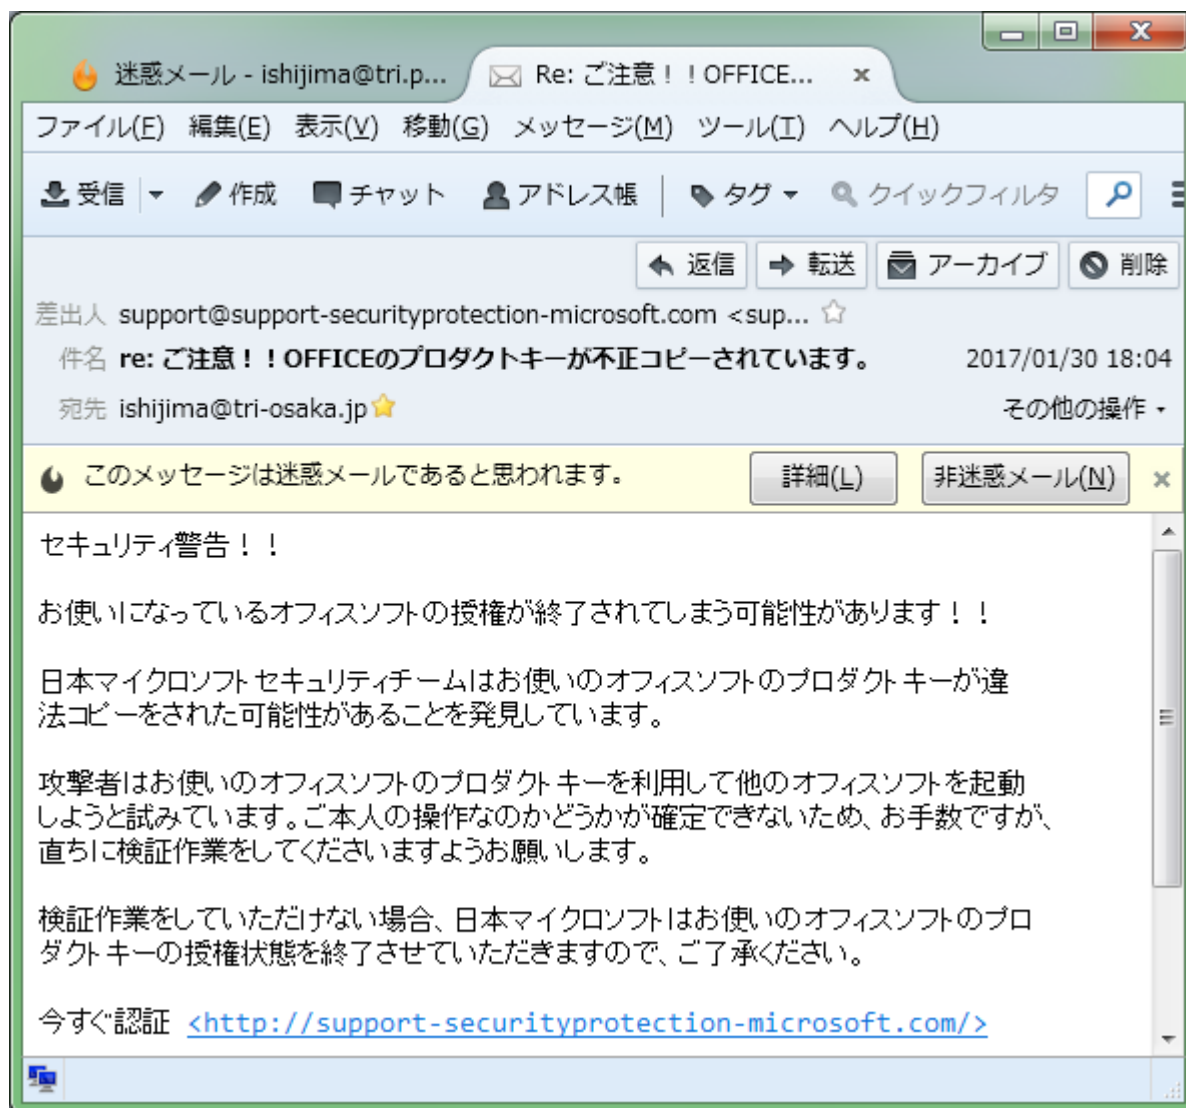 迷惑メール - ishijima@tri.p...
Re: ご注意！！OFFICE...
ファイル(F) 編集(E) 表示(V) 移動(G) メッセージ(M) ツール(T) ヘルプ(H)
受信 作成 チャット アドレス帳 タグ クイックフィルタ
返信 転送 アーカイブ 削除
差出人 support@support-securityprotection-microsoft.com <sup...
件名 re: ご注意！！OFFICEのプロダクトキーが不正コピーされています。 2017/01/30 18:04
宛先 ishijima@tri-osaka.jp その他の操作
このメッセージは迷惑メールであると思われます。 詳細(L) 非迷惑メール(N)
セキュリティ警告！！
お使いになっているオフィスソフトの授権が終了されてしまう可能性があります！！
日本マイクロソフトセキュリティチームはお使いのオフィスソフトのプロダクトキーが違
法コピーをされた可能性があることを発見しています。
攻撃者はお使いのオフィスソフトのプロダクトキーを利用して他のオフィスソフトを起動
しようと試みています。ご本人の操作なのかどうかが確定できないため、お手数ですが、
直ちに検証作業をしてくださいますようお願いします。
検証作業をしていただけない場合、日本マイクロソフトはお使いのオフィスソフトのプロ
ダクトキーの授権状態を終了させていただきますので、ご了承ください。
今すぐ認証 <http://support-securityprotection-microsoft.com/>